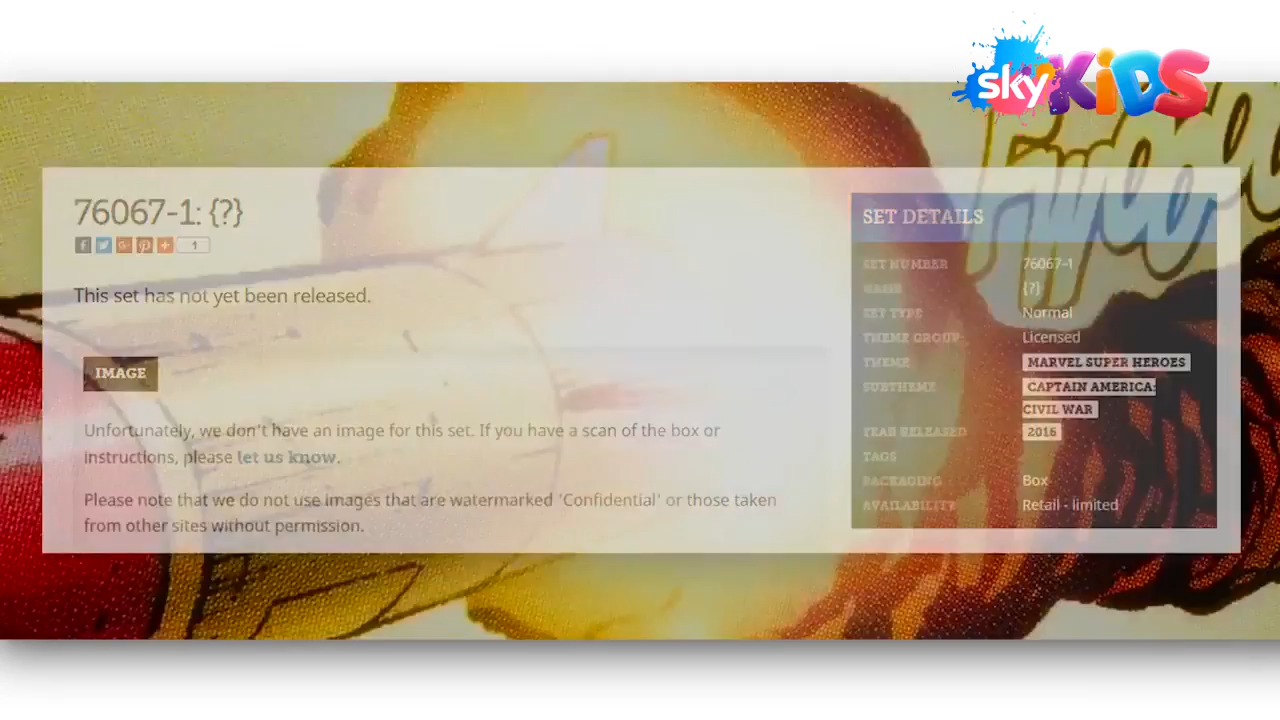 sky KiDS
76067-1: {?}
1
This set has not yet been released.
IMAGE
Unfortunately, we don't have an image for this set. If you have a scan of the box or
instructions, please let us know.
Please note that we do not use images that are watermarked 'Confidential' or those taken
from other sites without permission.
SET DETAILS
SET NUMBER 76067-1
NAME {?}
SET TYPE Normal
THEME GROUP Licensed
THEME MARVEL SUPER HEROES
SUBTHEME CAPTAIN AMERICA:
CIVIL WAR
YEAR RELEASED 2016
TAGS
PACKAGING Box
AVAILABILITY Retail - limited